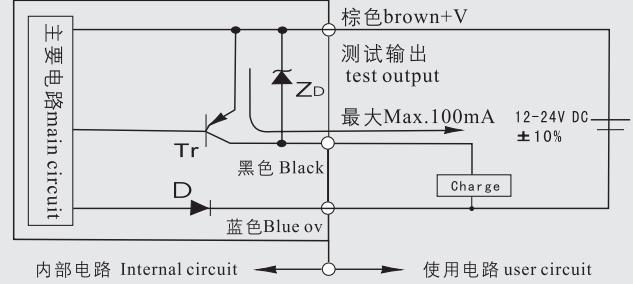 棕色brown+V
测试输出
test output
主要电路main circuit
ZD
最大Max.100mA
12-24V DC
±10%
Tr
黑色 Black
Charge
D
蓝色Blue ov
内部电路 Internal circuit
使用电路 user circuit